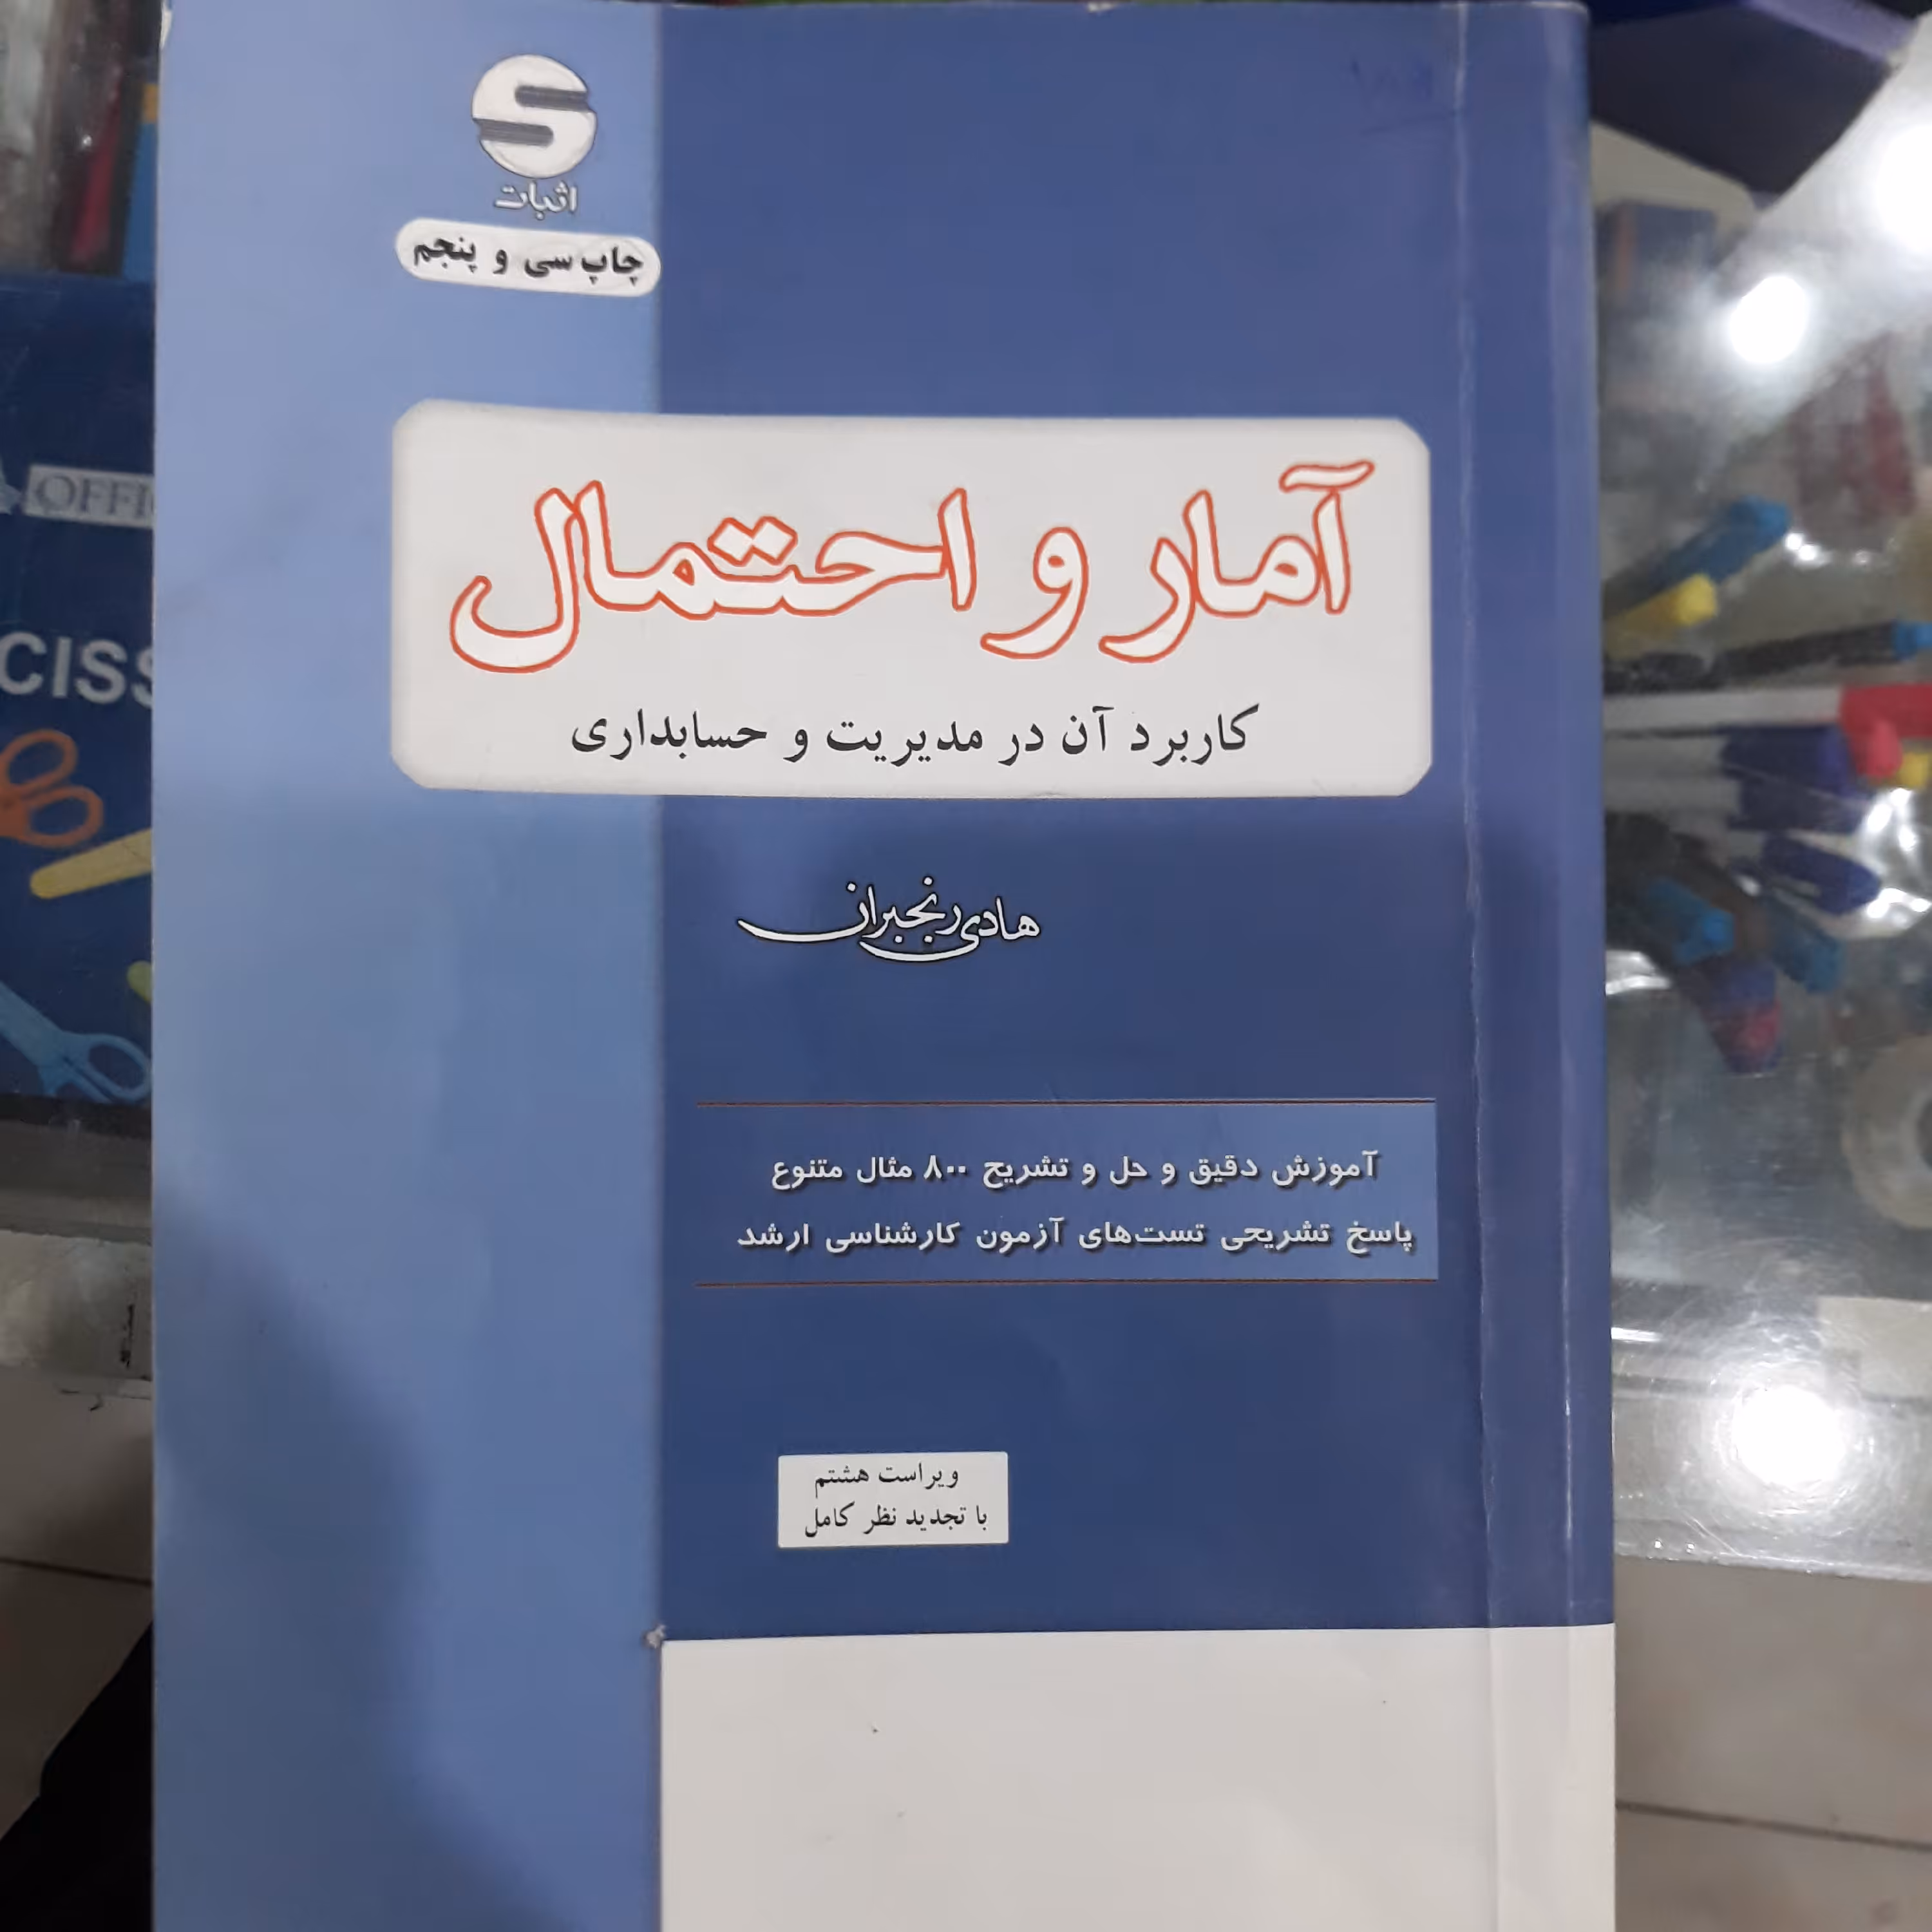 اثبات
چاپ سی و پنجم
آمار و احتمال
کاربرد آن در مدیریت و حسابداری
هادی رنجبران
آموزش دقیق و حل و تشریح ۸۰۰ مثال متنوع
پاسخ تشریحی تست‌های آزمون کارشناسی ارشد
ویراست هشتم
با تجدید نظر کامل
OFFI
CISS